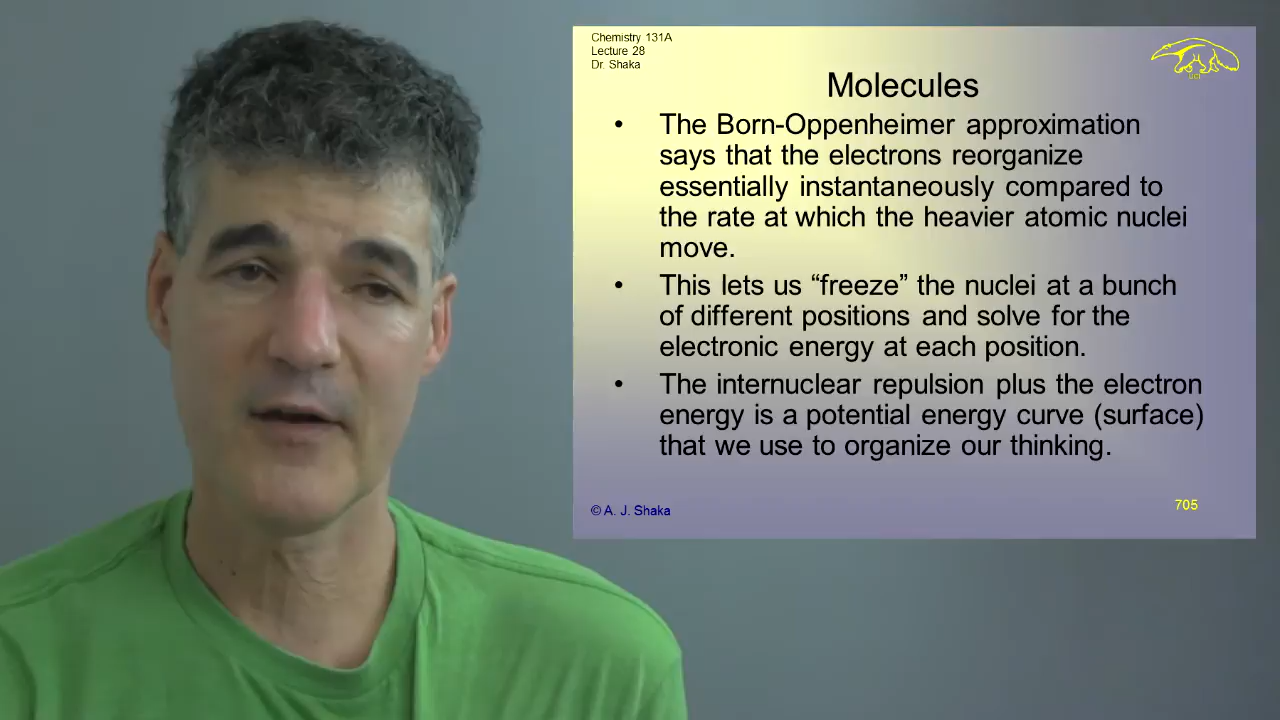 Chemistry 131A
Lecture 28
Dr. Shaka
UCI
Molecules
• The Born-Oppenheimer approximation
says that the electrons reorganize
essentially instantaneously compared to
the rate at which the heavier atomic nuclei
move.
• This lets us “freeze” the nuclei at a bunch
of different positions and solve for the
electronic energy at each position.
• The internuclear repulsion plus the electron
energy is a potential energy curve (surface)
that we use to organize our thinking.
© A. J. Shaka
705